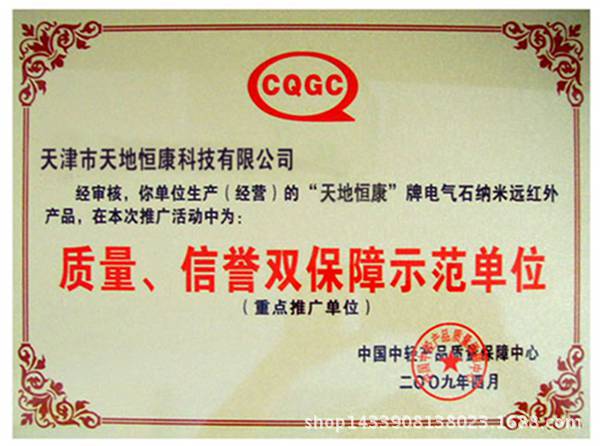 CQGC
天津市天地恒康科技有限公司
经审核，你单位生产（经营）的“天地恒康”牌电气石纳米远红外
产品，在本次推广活动中为：
质量、信誉双保障示范单位
（重点推广单位）
中国中轻产品质量保障中心
二〇〇九年四月
shop1433908138023.1688.com